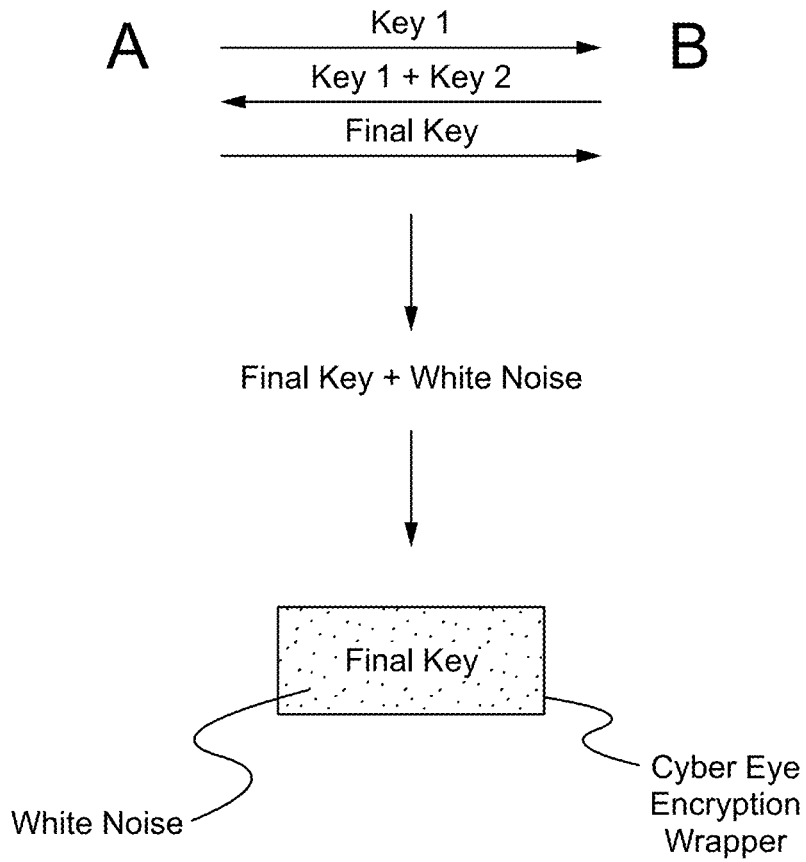 A
Key 1
B
Key 1 + Key 2
Final Key
Final Key + White Noise
Final Key
White Noise
Cyber Eye
Encryption
Wrapper